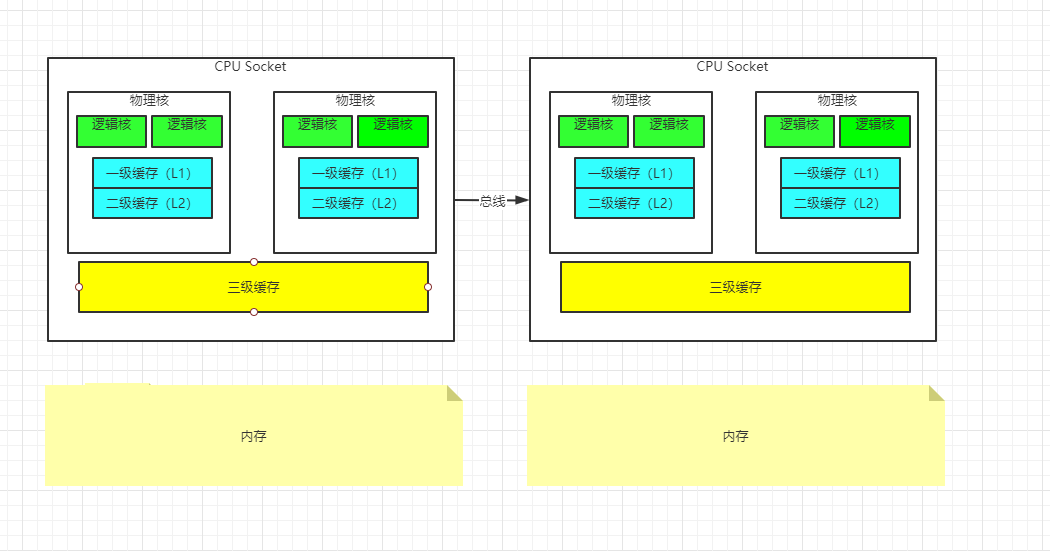 CPU Socket
物理核
逻辑核
逻辑核
一级缓存（L1）
二级缓存（L2）
物理核
逻辑核
逻辑核
一级缓存（L1）
二级缓存（L2）
三级缓存
总线
CPU Socket
物理核
逻辑核
逻辑核
一级缓存（L1）
二级缓存（L2）
物理核
逻辑核
逻辑核
一级缓存（L1）
二级缓存（L2）
三级缓存
内存
内存